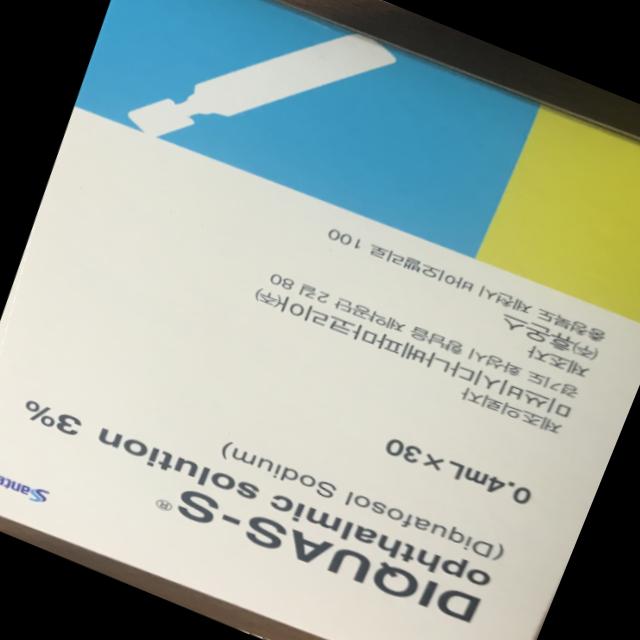 Sante
DIQUAS-S®
ophthalmic solution 3%
(Diquafosol Sodium)
0.4mL×30
제조의뢰자
미쓰비시다나베파마코리아(주)
경기도 화성시 향남읍 제약공단 2길 80
제조자
(주)휴온스
충청북도 제천시 바이오밸리로 100